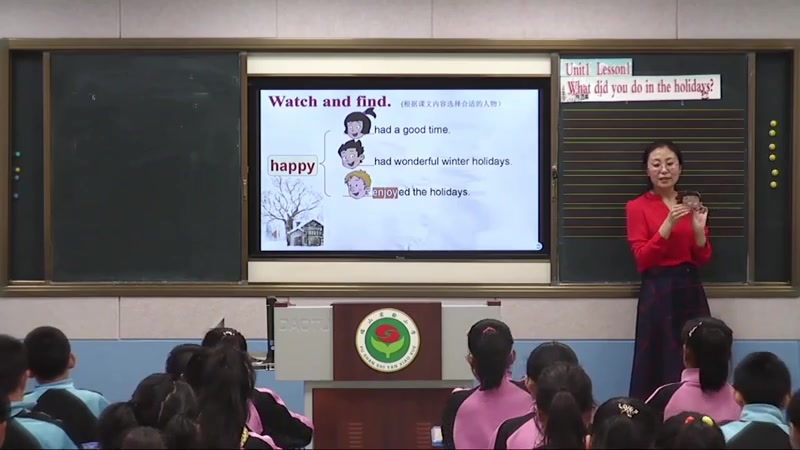 Unit1 Lesson1
What did you do in the holidays?
Watch and find. (根据课文内容选择合适的人物)
had a good time.
happy
had wonderful winter holidays.
enjoyed the holidays.